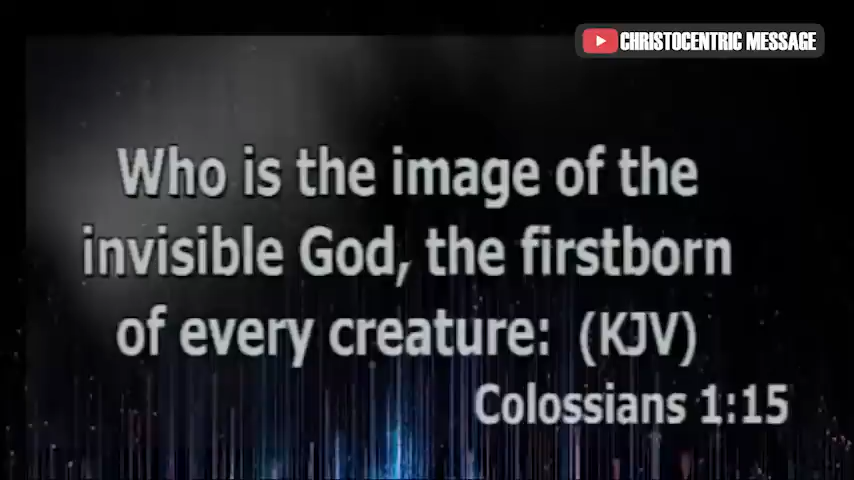 CHRISTOCENTRIC MESSAGE
Who is the image of the
invisible God, the firstborn
of every creature: (KJV)
Colossians 1:15